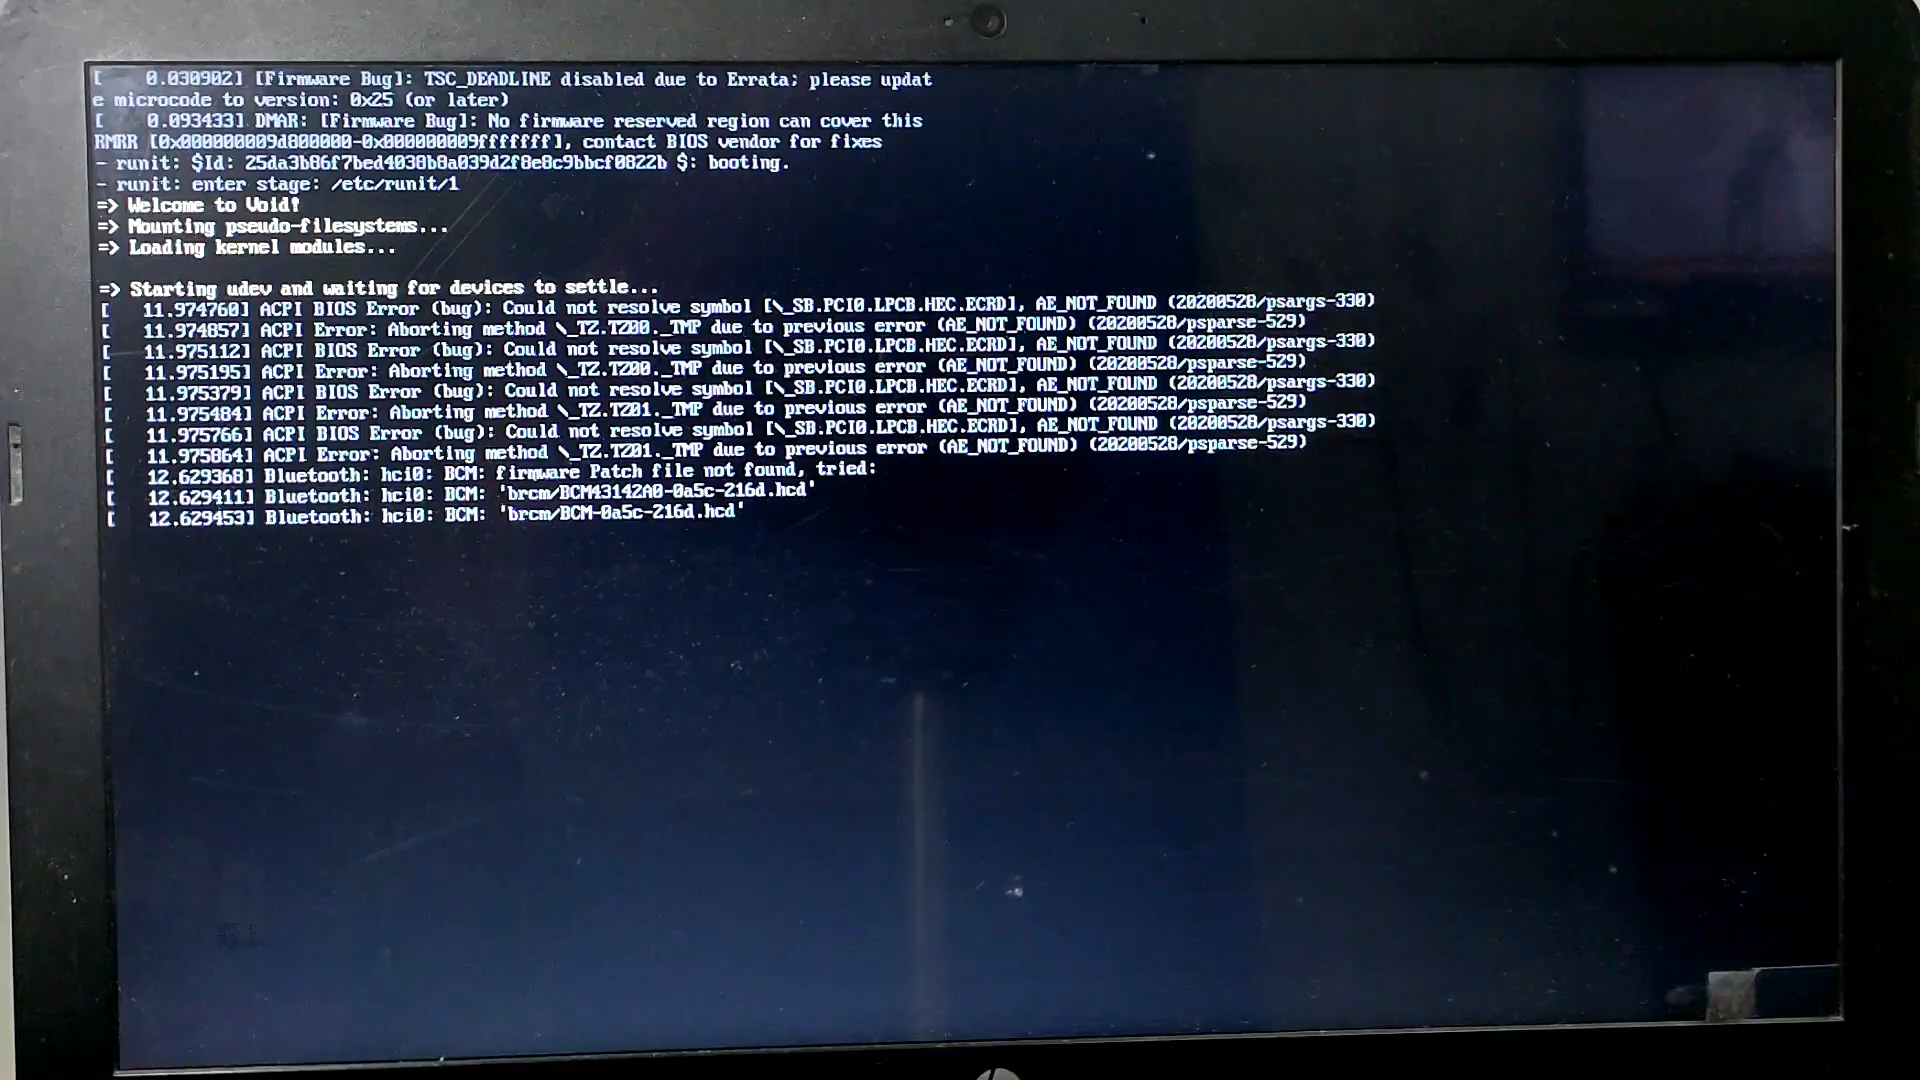 [    0.030902] [Firmware Bug]: TSC_DEADLINE disabled due to Errata; please updat
e microcode to version: 0x25 (or later)
[    0.093433] DMAR: [Firmware Bug]: No firmware reserved region can cover this
RMRR [0x000000009d800000-0x000000009fffffff], contact BIOS vendor for fixes
- runit: $Id: 25da3b86f7bed4038b8a039d2f8e8c9bbcf0822b $: booting.
- runit: enter stage: /etc/runit/1
=> Welcome to Void!
=> Mounting pseudo-filesystems...
=> Loading kernel modules...
=> Starting udev and waiting for devices to settle...
[   11.974760] ACPI BIOS Error (bug): Could not resolve symbol [\_SB.PCI0.LPCB.HEC.ECRD], AE_NOT_FOUND (20200528/psargs-330)
[   11.974857] ACPI Error: Aborting method \_TZ.TZ00._TMP due to previous error (AE_NOT_FOUND) (20200528/psparse-529)
[   11.975112] ACPI BIOS Error (bug): Could not resolve symbol [\_SB.PCI0.LPCB.HEC.ECRD], AE_NOT_FOUND (20200528/psargs-330)
[   11.975195] ACPI Error: Aborting method \_TZ.TZ00._TMP due to previous error (AE_NOT_FOUND) (20200528/psparse-529)
[   11.975379] ACPI BIOS Error (bug): Could not resolve symbol [\_SB.PCI0.LPCB.HEC.ECRD], AE_NOT_FOUND (20200528/psargs-330)
[   11.975484] ACPI Error: Aborting method \_TZ.TZ01._TMP due to previous error (AE_NOT_FOUND) (20200528/psparse-529)
[   11.975766] ACPI BIOS Error (bug): Could not resolve symbol [\_SB.PCI0.LPCB.HEC.ECRD], AE_NOT_FOUND (20200528/psargs-330)
[   11.975864] ACPI Error: Aborting method \_TZ.TZ01._TMP due to previous error (AE_NOT_FOUND) (20200528/psparse-529)
[   12.629368] Bluetooth: hci0: BCM: firmware Patch file not found, tried:
[   12.629411] Bluetooth: hci0: BCM: 'brcm/BCM43142A0-0a5c-216d.hcd'
[   12.629453] Bluetooth: hci0: BCM: 'brcm/BCM-0a5c-216d.hcd'